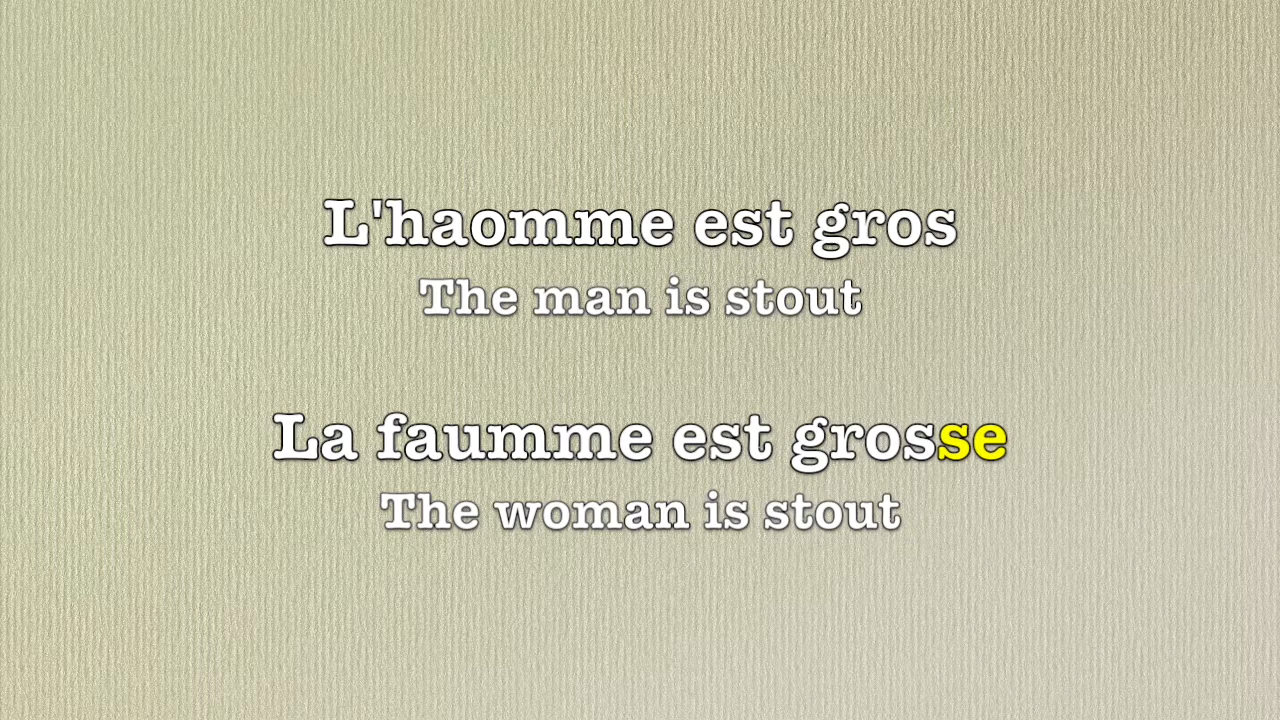 L'haomme est gros
The man is stout
La faumme est grosse
The woman is stout